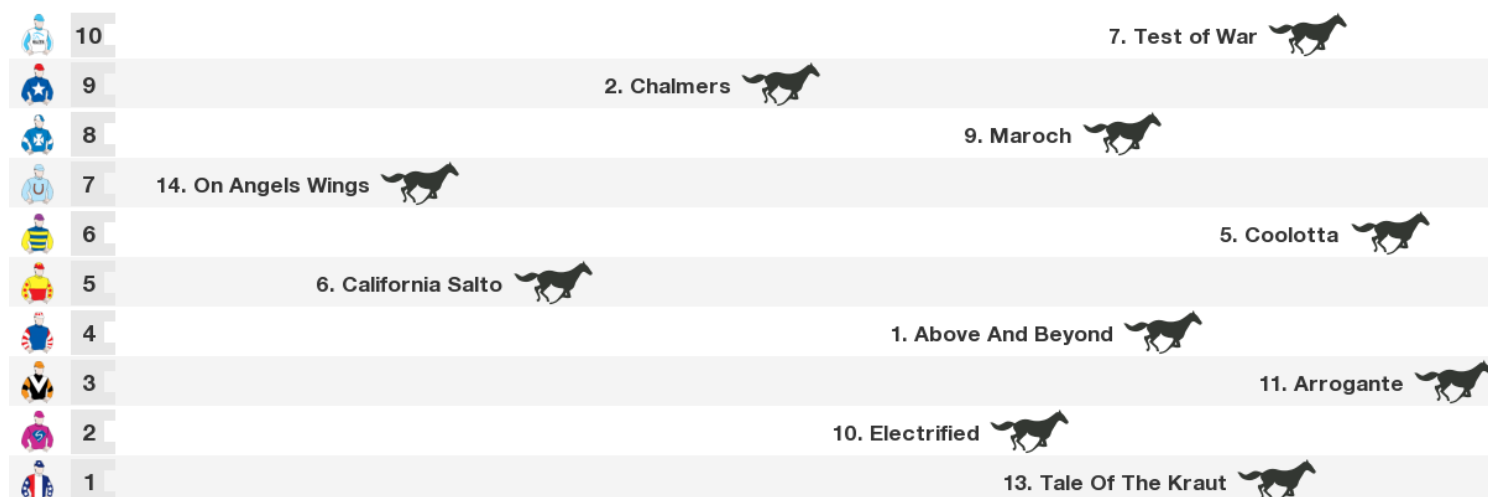 10 7. Test of War
9 2. Chalmers
8 9. Maroch
7 14. On Angels Wings
6 5. Coolotta
5 6. California Salto
4 1. Above And Beyond
3 11. Arrogante
2 10. Electrified
1 13. Tale Of The Kraut